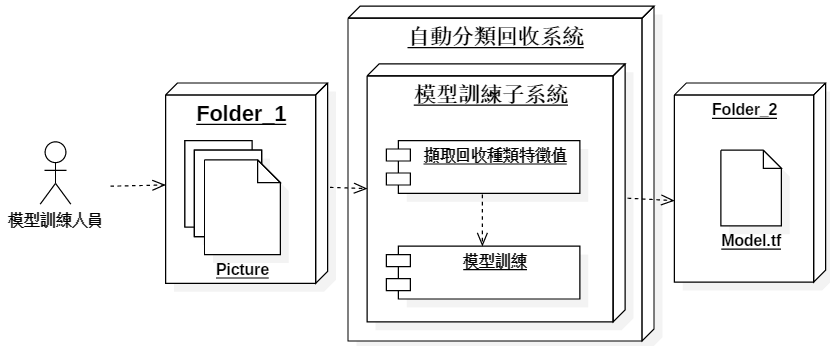 自動分類回收系統
模型訓練子系統
Folder_1
Folder_2
擷取回收種類特徵值
模型訓練人員
Model.tf
模型訓練
Picture